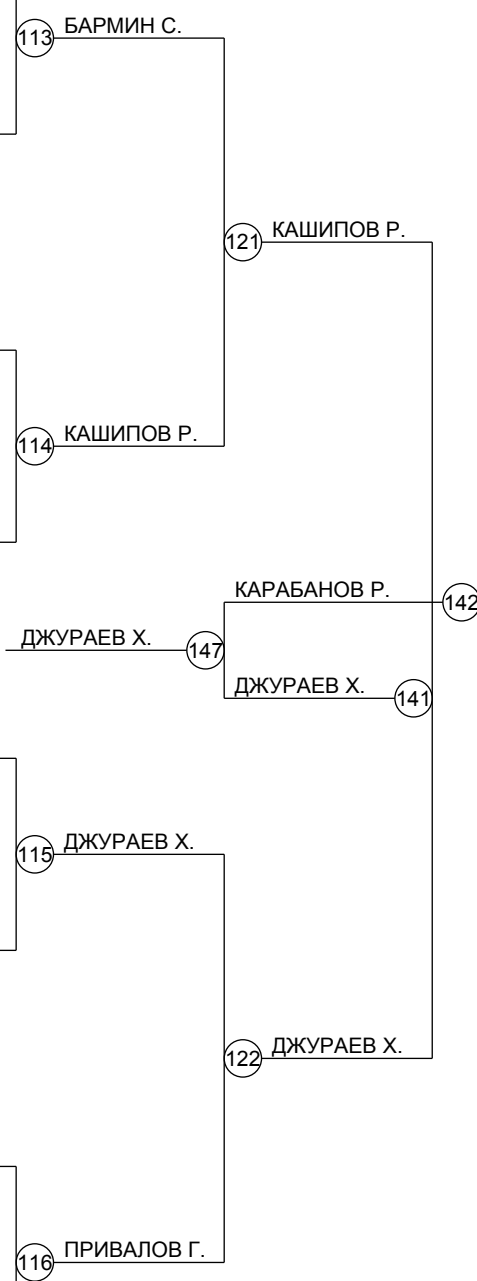 113 БАРМИН С.
121 КАШИПОВ Р.
114 КАШИПОВ Р.
КАРАБАНОВ Р. 142
ДЖУРАЕВ Х. 147
ДЖУРАЕВ Х. 141
115 ДЖУРАЕВ Х.
122 ДЖУРАЕВ Х.
116 ПРИВАЛОВ Г.